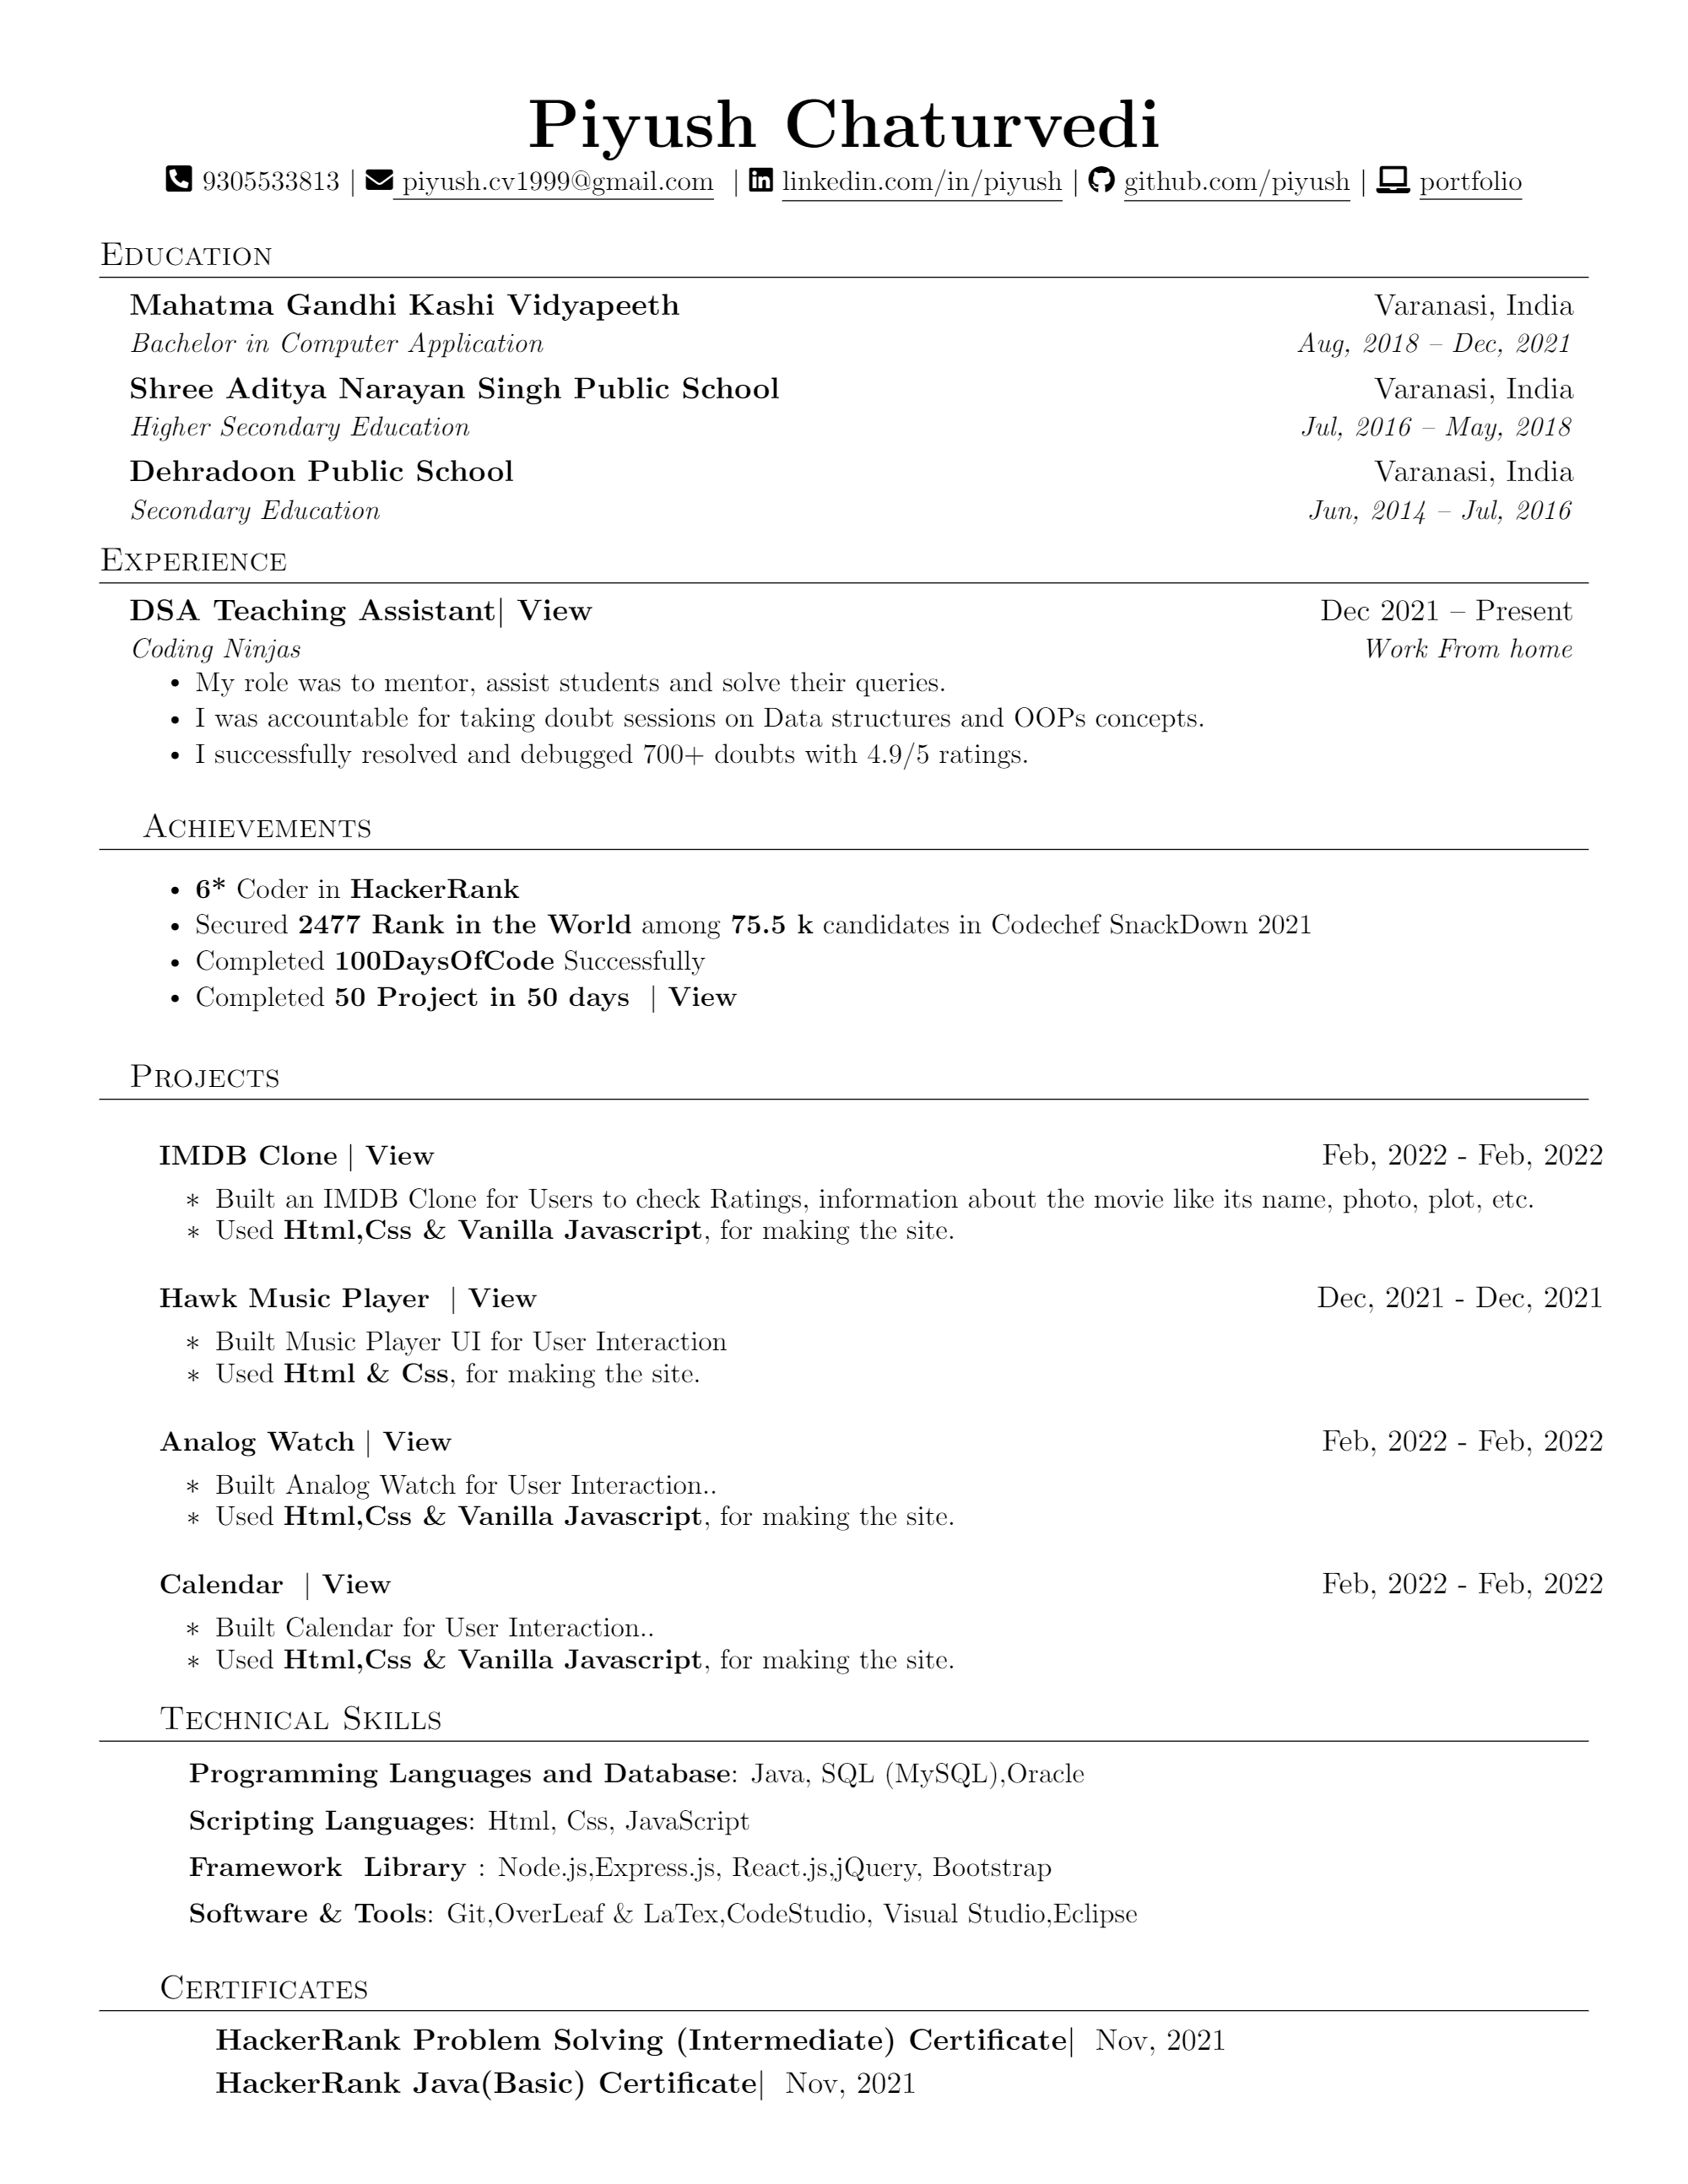 Piyush Chaturvedi
9305533813 | piyush.cv1999@gmail.com | linkedin.com/in/piyush | github.com/piyush | portfolio
Education
Mahatma Gandhi Kashi Vidyapeeth Varanasi, India
Bachelor in Computer Application Aug, 2018 – Dec, 2021
Shree Aditya Narayan Singh Public School Varanasi, India
Higher Secondary Education Jul, 2016 – May, 2018
Dehradoon Public School Varanasi, India
Secondary Education Jun, 2014 – Jul, 2016
Experience
DSA Teaching Assistant| View Dec 2021 – Present
Coding Ninjas Work From home
• My role was to mentor, assist students and solve their queries.
• I was accountable for taking doubt sessions on Data structures and OOPs concepts.
• I successfully resolved and debugged 700+ doubts with 4.9/5 ratings.
Achievements
• 6* Coder in HackerRank
• Secured 2477 Rank in the World among 75.5 k candidates in Codechef SnackDown 2021
• Completed 100DaysOfCode Successfully
• Completed 50 Project in 50 days | View
Projects
IMDB Clone | View Feb, 2022 - Feb, 2022
∗ Built an IMDB Clone for Users to check Ratings, information about the movie like its name, photo, plot, etc.
∗ Used Html,Css & Vanilla Javascript, for making the site.
Hawk Music Player | View Dec, 2021 - Dec, 2021
∗ Built Music Player UI for User Interaction
∗ Used Html & Css, for making the site.
Analog Watch | View Feb, 2022 - Feb, 2022
∗ Built Analog Watch for User Interaction..
∗ Used Html,Css & Vanilla Javascript, for making the site.
Calendar | View Feb, 2022 - Feb, 2022
∗ Built Calendar for User Interaction..
∗ Used Html,Css & Vanilla Javascript, for making the site.
Technical Skills
Programming Languages and Database: Java, SQL (MySQL),Oracle
Scripting Languages: Html, Css, JavaScript
Framework Library : Node.js,Express.js, React.js,jQuery, Bootstrap
Software & Tools: Git,OverLeaf & LaTex,CodeStudio, Visual Studio,Eclipse
Certificates
HackerRank Problem Solving (Intermediate) Certificate| Nov, 2021
HackerRank Java(Basic) Certificate| Nov, 2021